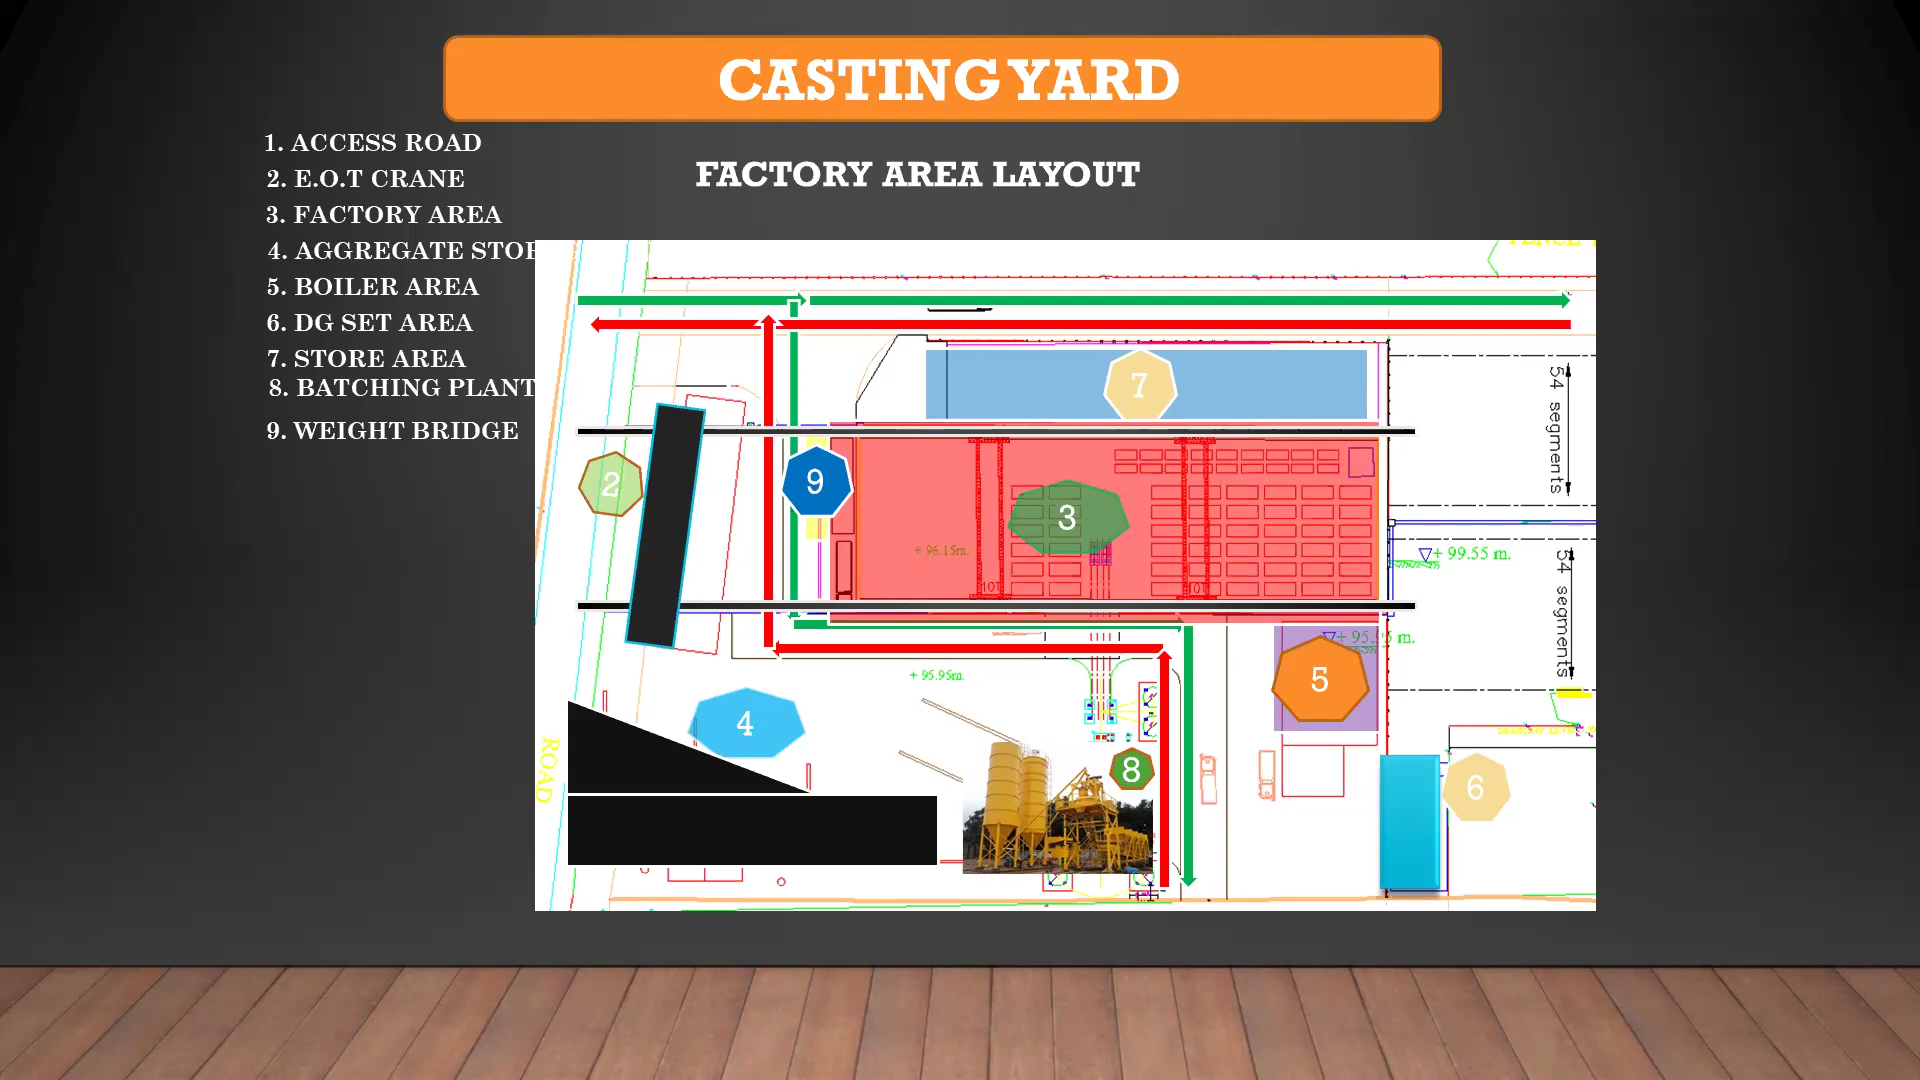 CASTING YARD
1. ACCESS ROAD
2. E.O.T CRANE
3. FACTORY AREA
4. AGGREGATE STOR
5. BOILER AREA
6. DG SET AREA
7. STORE AREA
8. BATCHING PLANT
9. WEIGHT BRIDGE
FACTORY AREA LAYOUT
7
54 segments
2
9
3
+ 96.15m.
+ 99.55 m.
54 segments
5
+ 95.95m.
4
8
6
ROAD